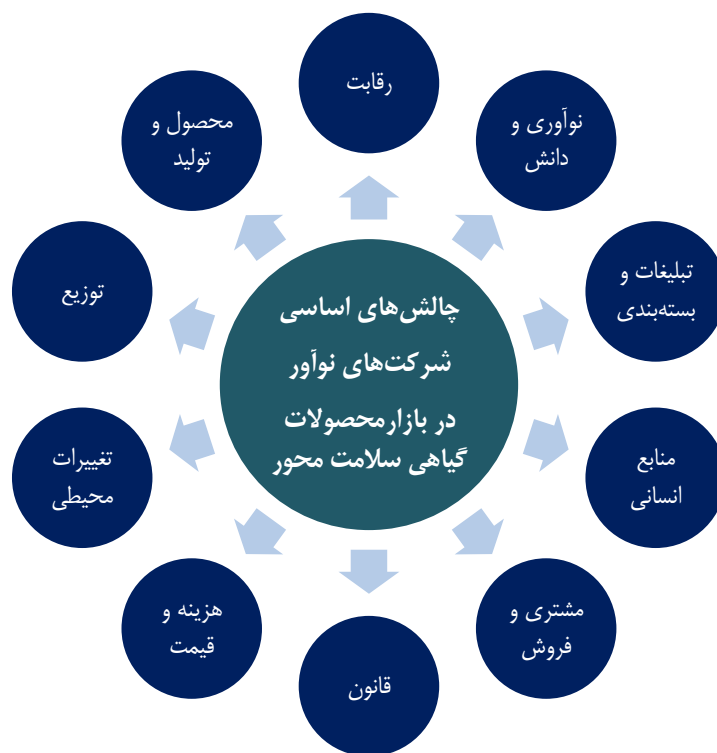 رقابت
نوآوری و
دانش
تبلیغات و
بسته‌بندی
منابع
انسانی
مشتری و
فروش
قانون
هزینه و
قیمت
تغییرات
محیطی
توزیع
محصول و
تولید
چالش‌های اساسی
شرکت‌های نوآور
در بازارمحصولات
گیاهی سلامت محور